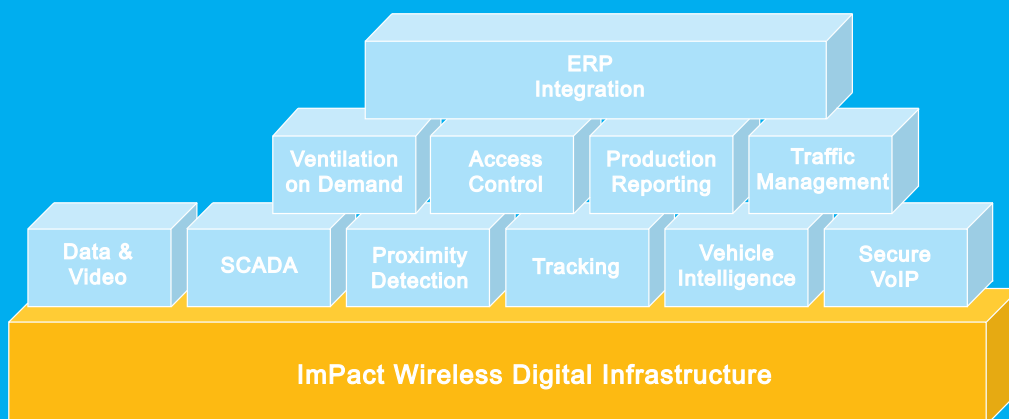 ERP
Integration
Ventilation
on Demand
Access
Control
Production
Reporting
Traffic
Management
Data &
Video
SCADA
Proximity
Detection
Tracking
Vehicle
Intelligence
Secure
VoIP
ImPact Wireless Digital Infrastructure